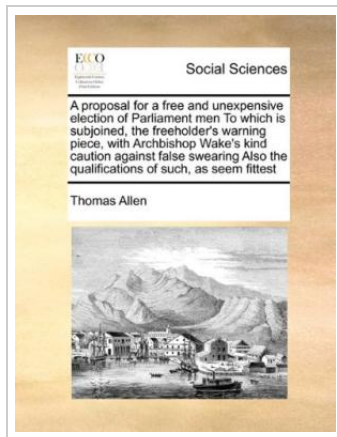 ECCO
Social Sciences
A proposal for a free and unexpensive
election of Parliament men To which is
subjoined, the freeholder's warning
piece, with Archbishop Wake's kind
caution against false swearing Also the
qualifications of such, as seem fittest
Thomas Allen